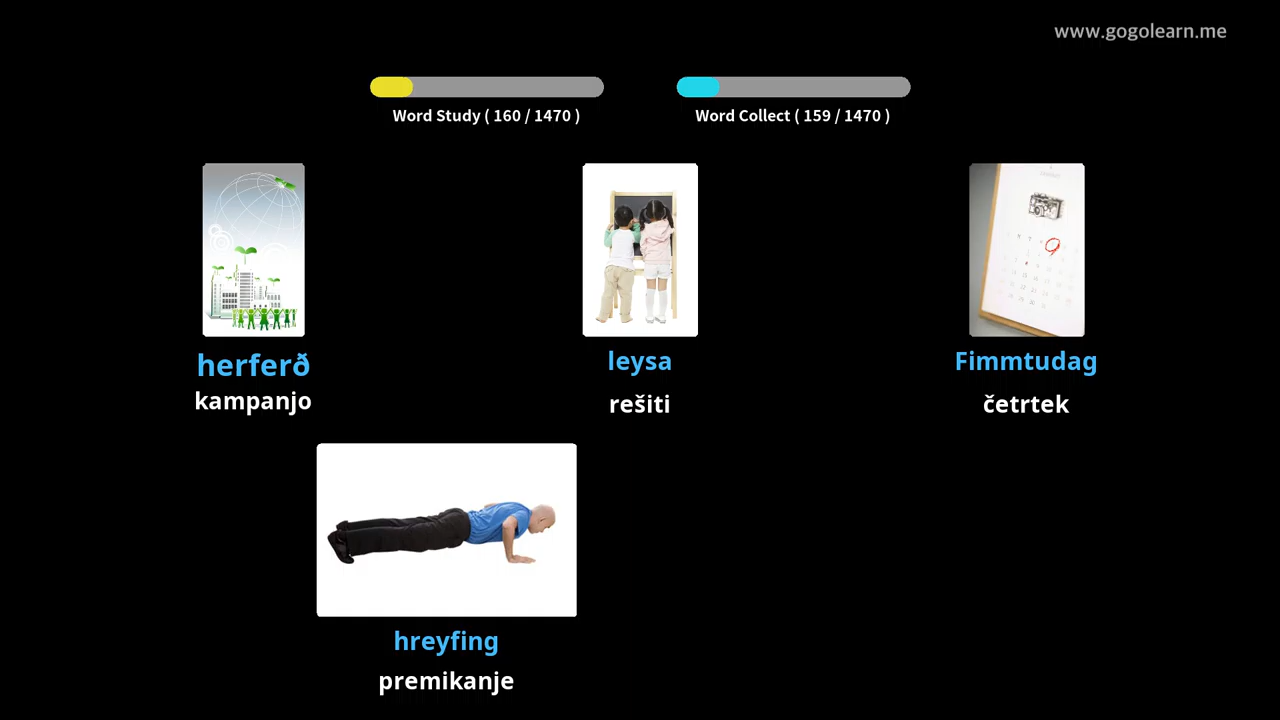 www.gogolearn.me
Word Study ( 160 / 1470 )
Word Collect ( 159 / 1470 )
herferð
kampanjo
leysa
rešiti
Fimmtudag
četrtek
hreyfing
premikanje